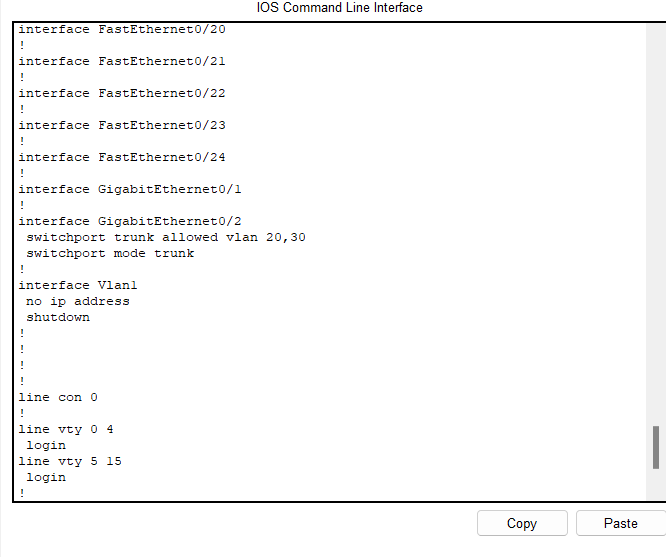 IOS Command Line Interface
interface FastEthernet0/20
!
interface FastEthernet0/21
!
interface FastEthernet0/22
!
interface FastEthernet0/23
!
interface FastEthernet0/24
!
interface GigabitEthernet0/1
!
interface GigabitEthernet0/2
 switchport trunk allowed vlan 20,30
 switchport mode trunk
!
interface Vlan1
 no ip address
 shutdown
!
!
!
!
line con 0
!
line vty 0 4
 login
line vty 5 15
 login
!
Copy
Paste